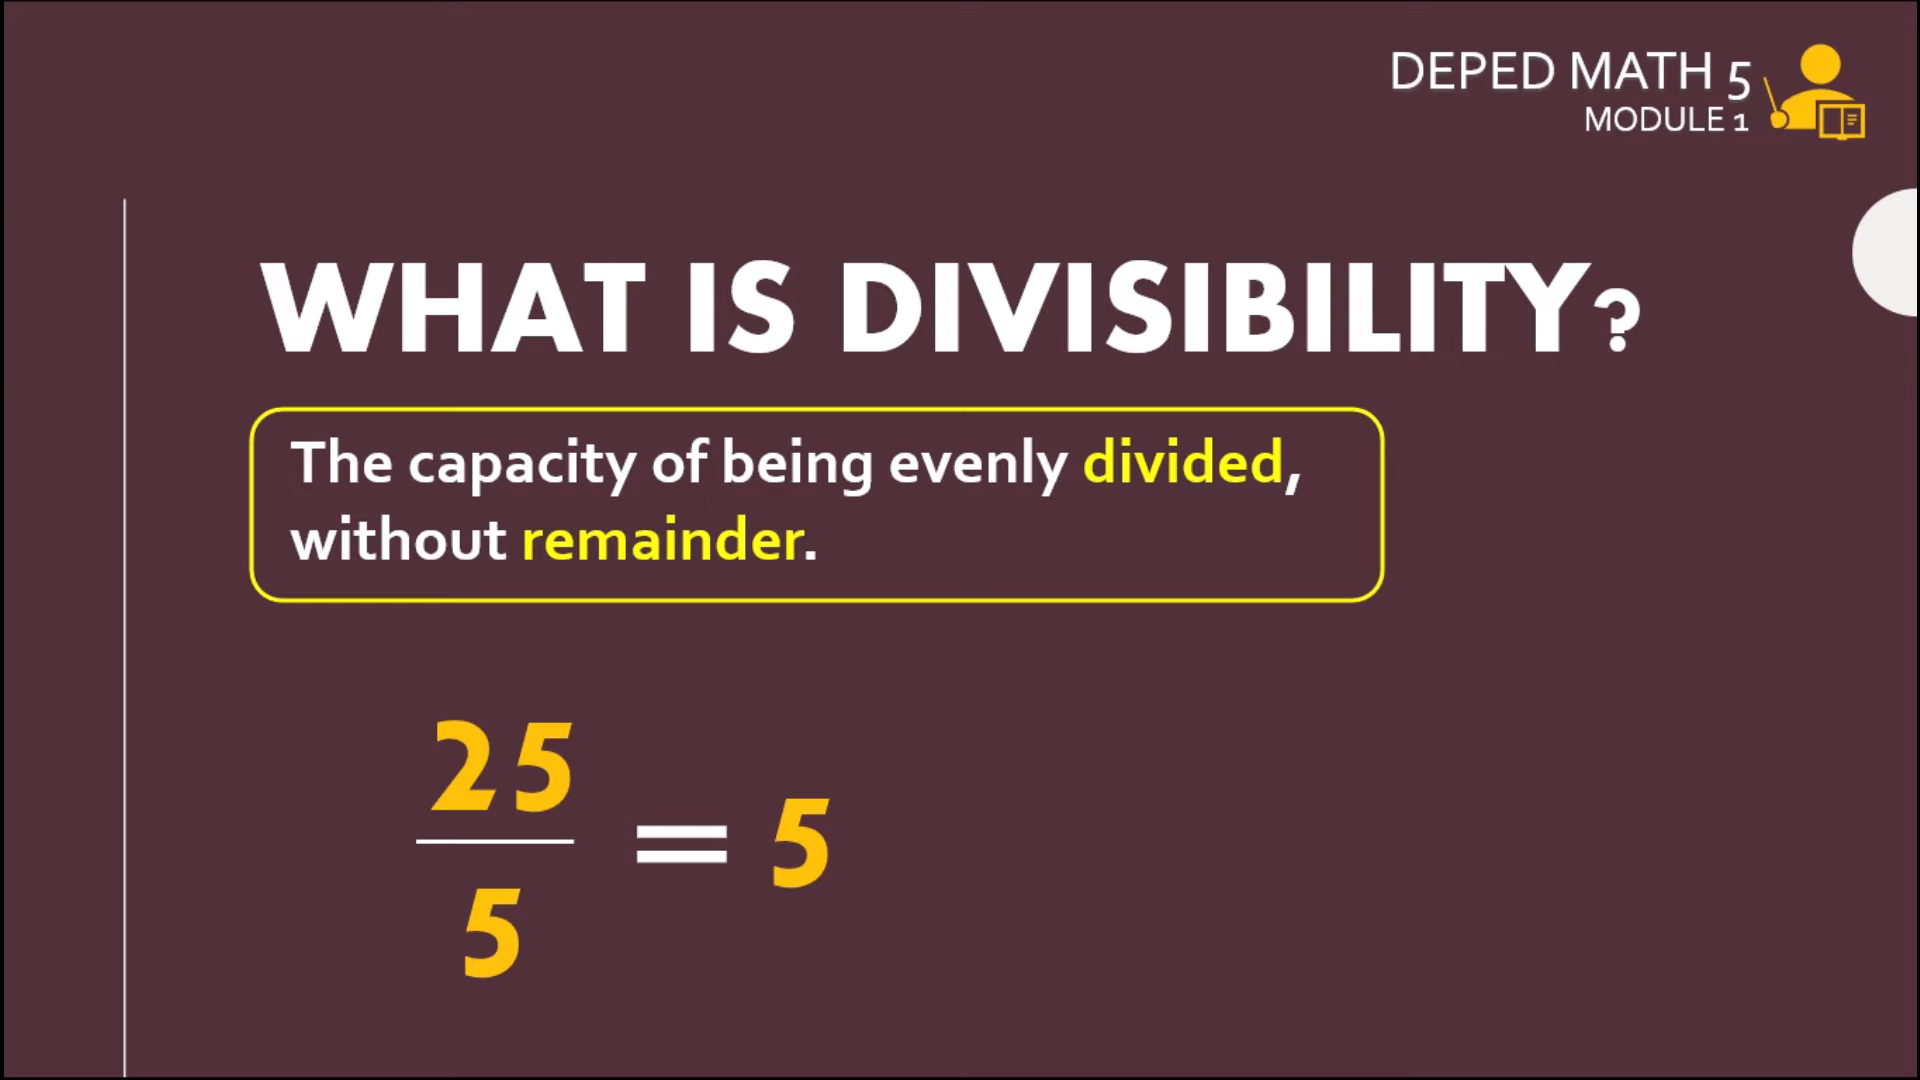 DEPED MATH 5
MODULE 1
WHAT IS DIVISIBILITY?
The capacity of being evenly divided,
without remainder.
25
= 5
5